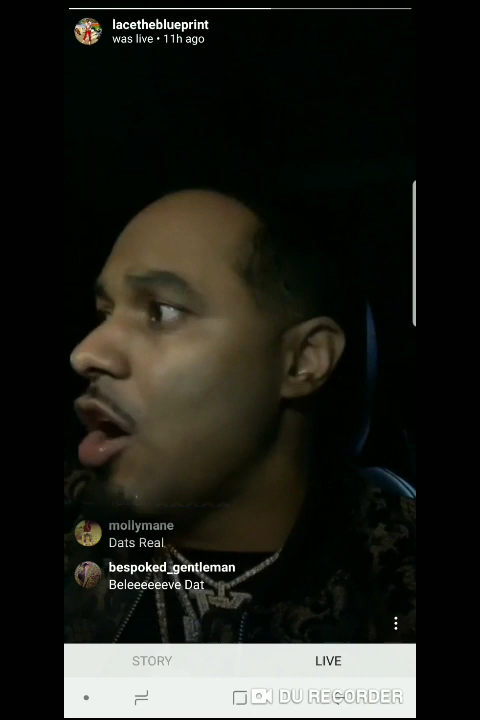 lacetheblueprint
was live • 11h ago
mollymane
Dats Real
bespoked_gentleman
Beleeeeeeve Dat
STORY
LIVE
DU RECORDER